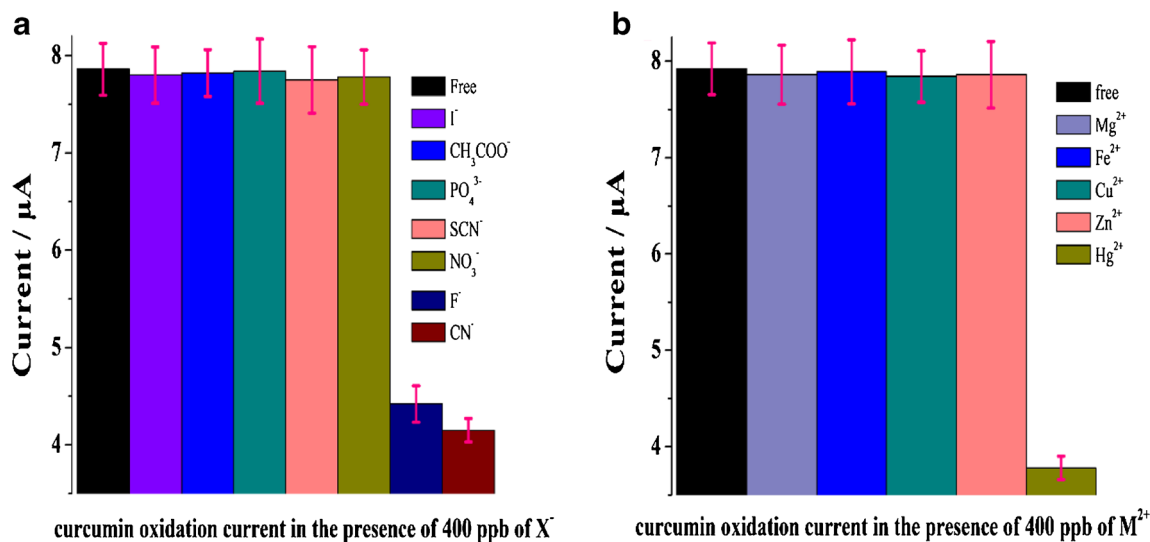 a
Current / µA
8
7
6
5
4
Free
I⁻
CH₃COO⁻
PO₄³⁻
SCN⁻
NO₃⁻
F⁻
CN⁻
curcumin oxidation current in the presence of 400 ppb of X⁻
b
Current / µA
8
7
6
5
4
free
Mg²⁺
Fe²⁺
Cu²⁺
Zn²⁺
Hg²⁺
curcumin oxidation current in the presence of 400 ppb of M²⁺